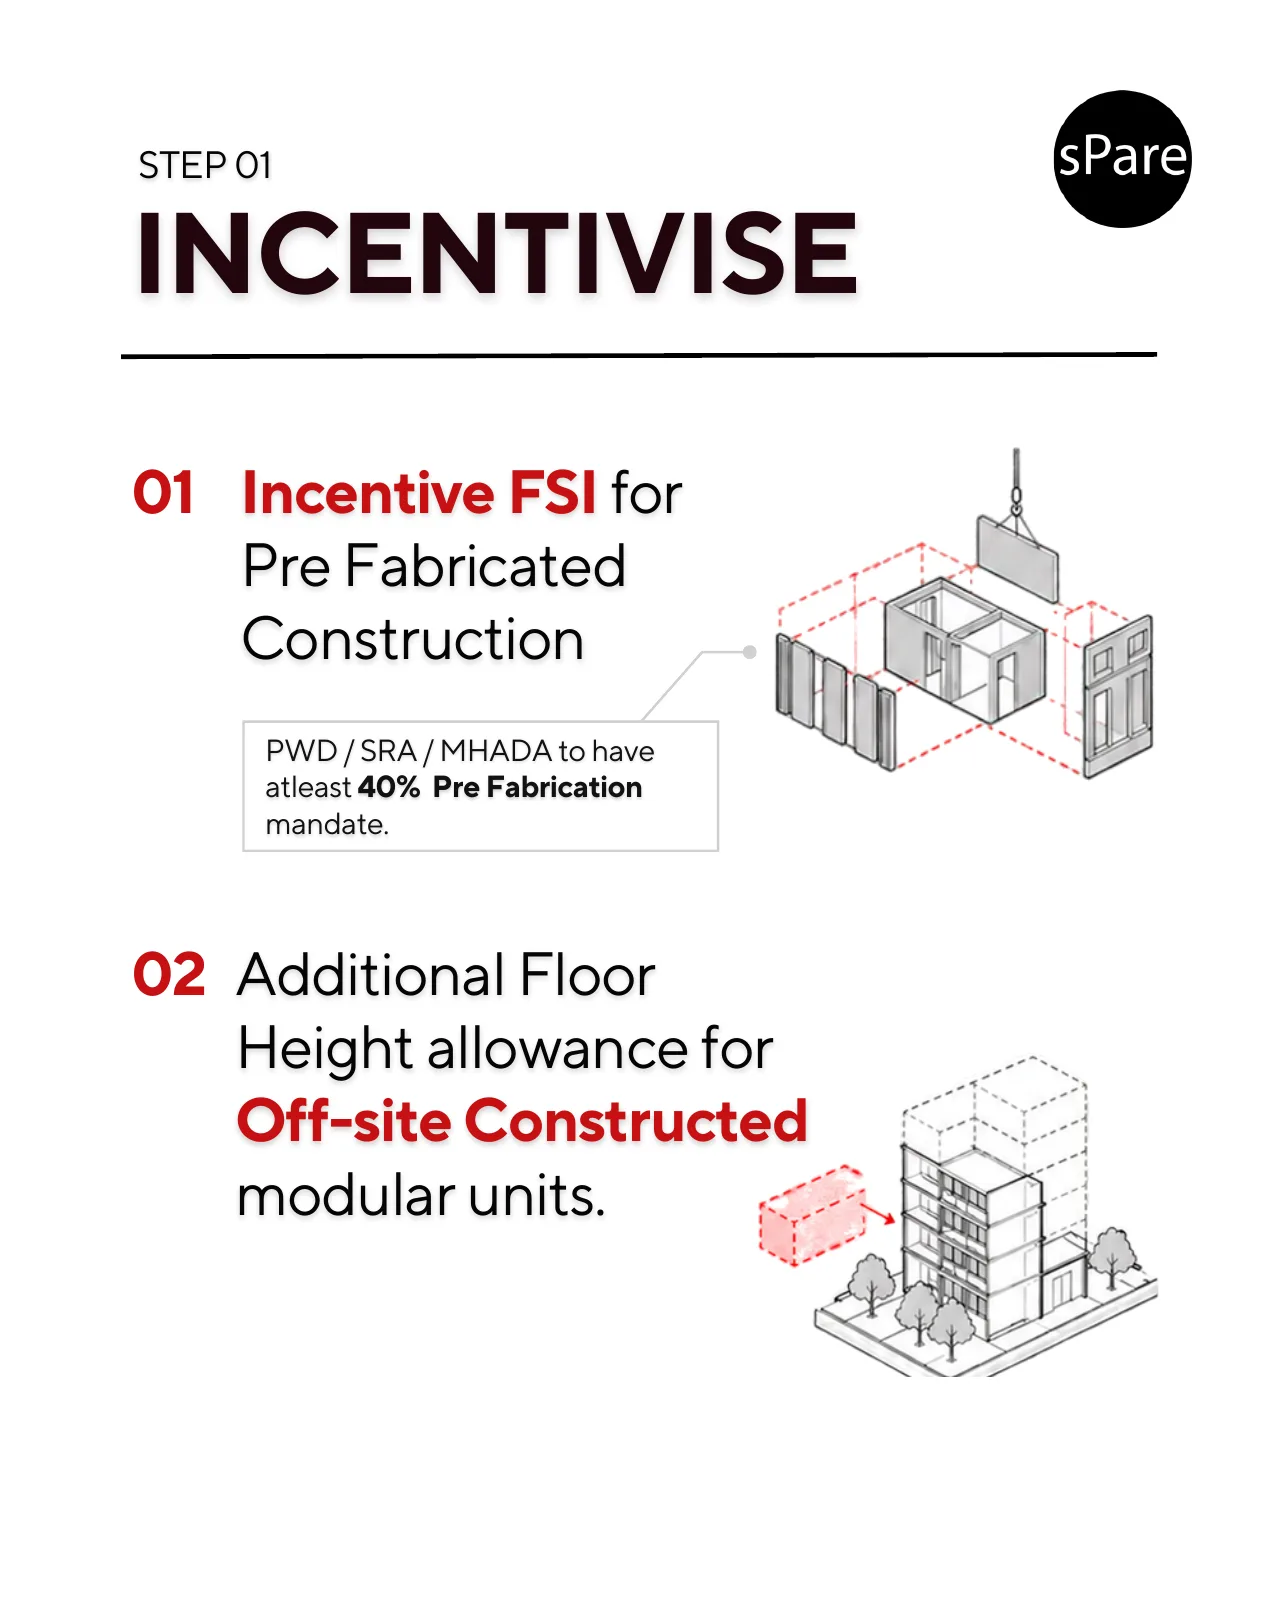 sPare
STEP 01
INCENTIVISE
01 Incentive FSI for
Pre Fabricated
Construction
PWD / SRA / MHADA to have
atleast 40% Pre Fabrication
mandate.
02 Additional Floor
Height allowance for
Off-site Constructed
modular units.